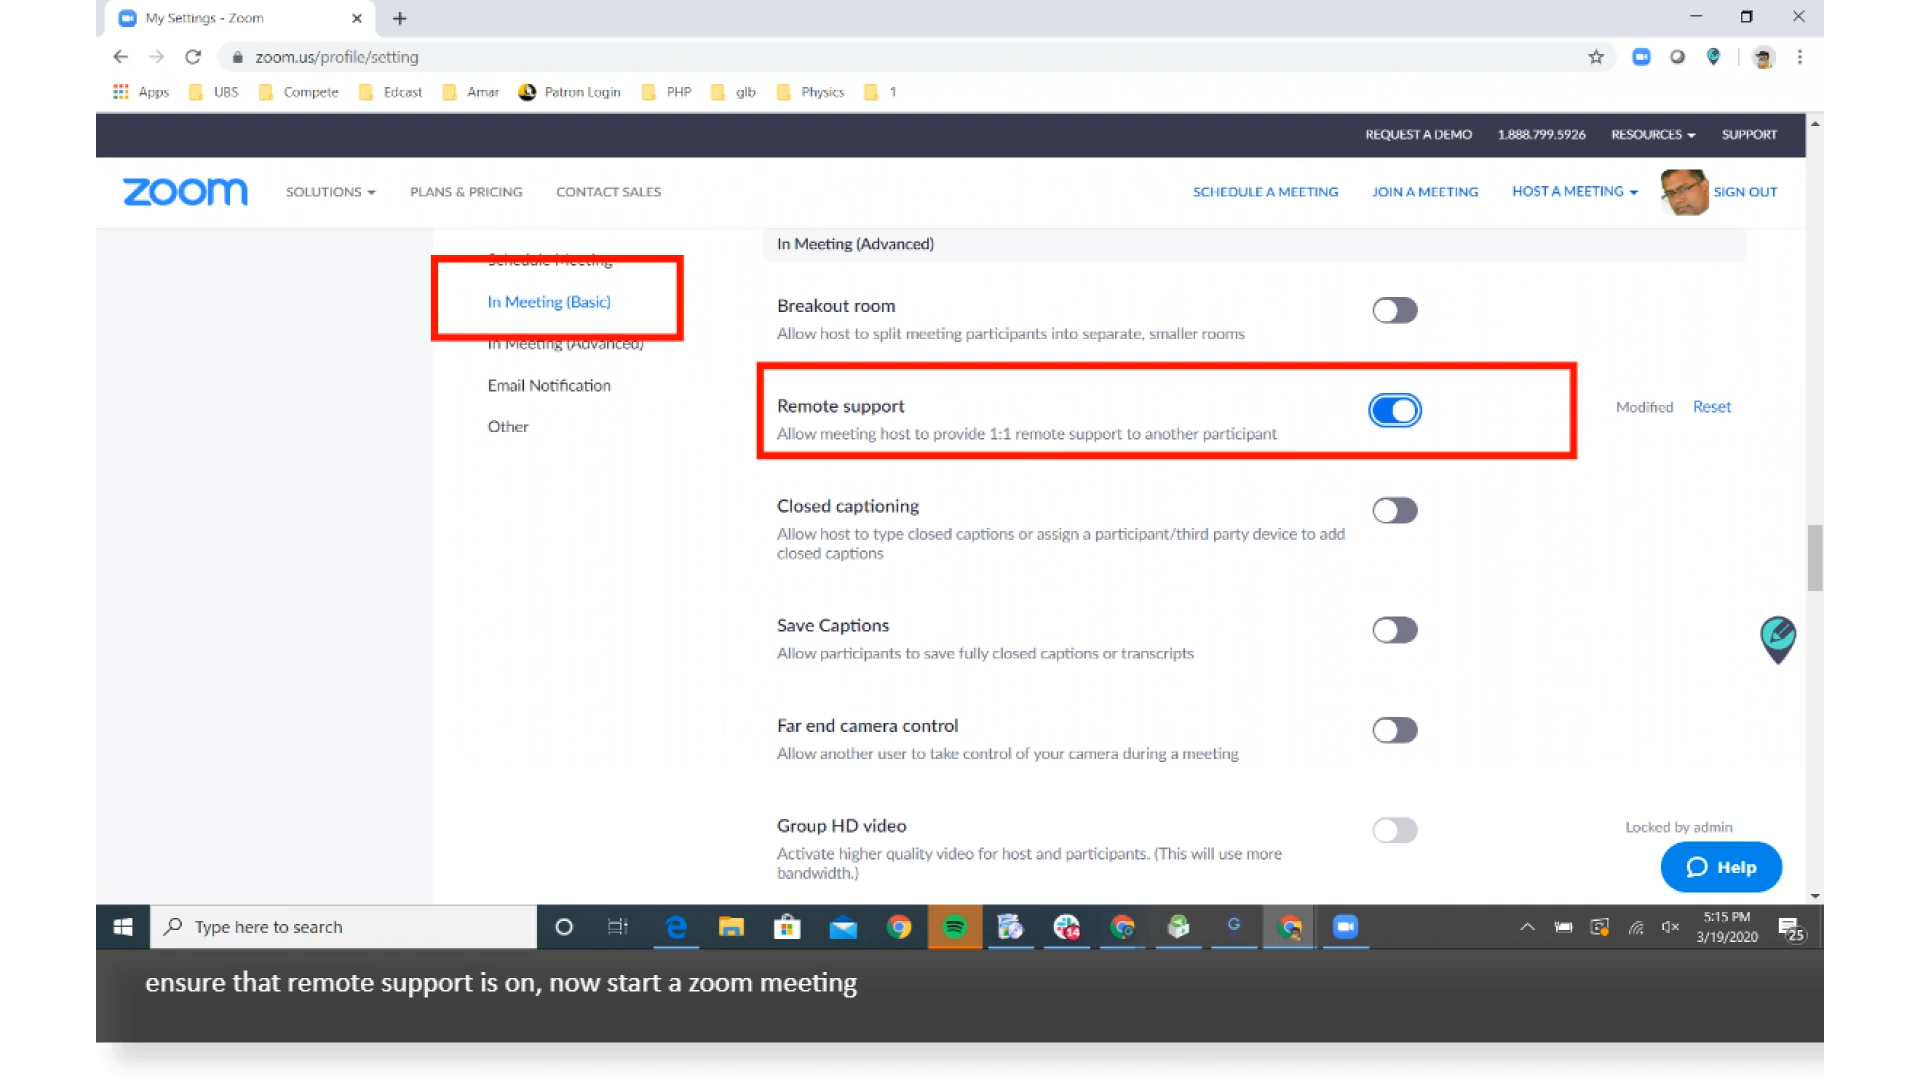 My Settings - Zoom
zoom.us/profile/setting
Apps UBS Compete Edcast Amar Patron Login PHP glb Physics 1
REQUEST A DEMO 1.888.799.5926 RESOURCES SUPPORT
zoom SOLUTIONS PLANS & PRICING CONTACT SALES SCHEDULE A MEETING JOIN A MEETING HOST A MEETING SIGN OUT
Schedule Meeting
In Meeting (Basic)
In Meeting (Advanced)
Email Notification
Other
In Meeting (Advanced)
Breakout room
Allow host to split meeting participants into separate, smaller rooms
Remote support
Allow meeting host to provide 1:1 remote support to another participant
Modified Reset
Closed captioning
Allow host to type closed captions or assign a participant/third party device to add
closed captions
Save Captions
Allow participants to save fully closed captions or transcripts
Far end camera control
Allow another user to take control of your camera during a meeting
Group HD video
Activate higher quality video for host and participants. (This will use more
bandwidth.)
Locked by admin
Help
Type here to search
14
G
5:15 PM
3/19/2020
25
ensure that remote support is on, now start a zoom meeting